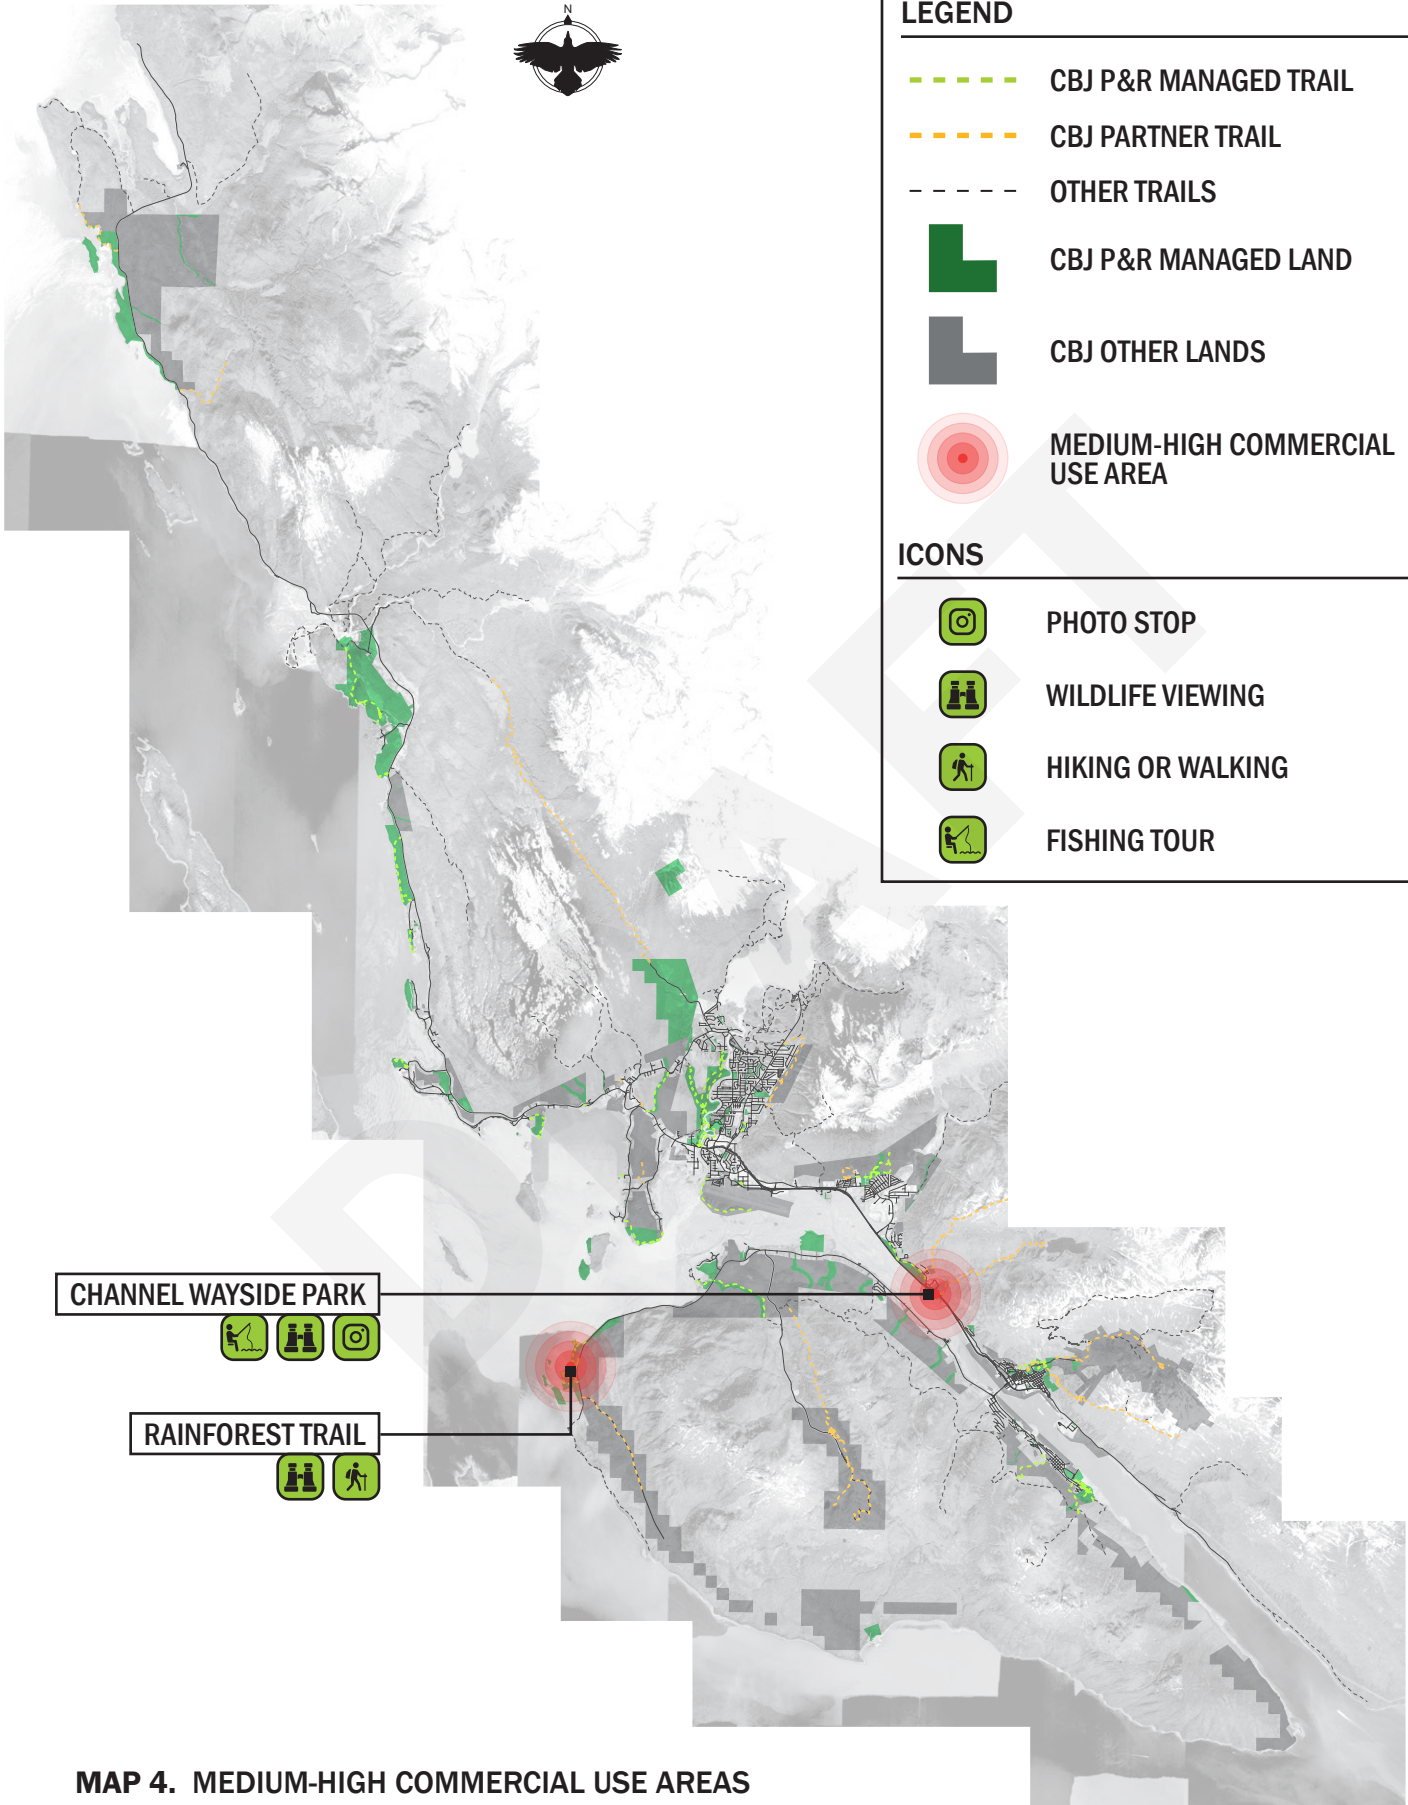 N
LEGEND
CBJ P&R MANAGED TRAIL
CBJ PARTNER TRAIL
OTHER TRAILS
CBJ P&R MANAGED LAND
CBJ OTHER LANDS
MEDIUM-HIGH COMMERCIAL
USE AREA
ICONS
PHOTO STOP
WILDLIFE VIEWING
HIKING OR WALKING
FISHING TOUR
DRAFT
CHANNEL WAYSIDE PARK
RAINFOREST TRAIL
MAP 4. MEDIUM-HIGH COMMERCIAL USE AREAS